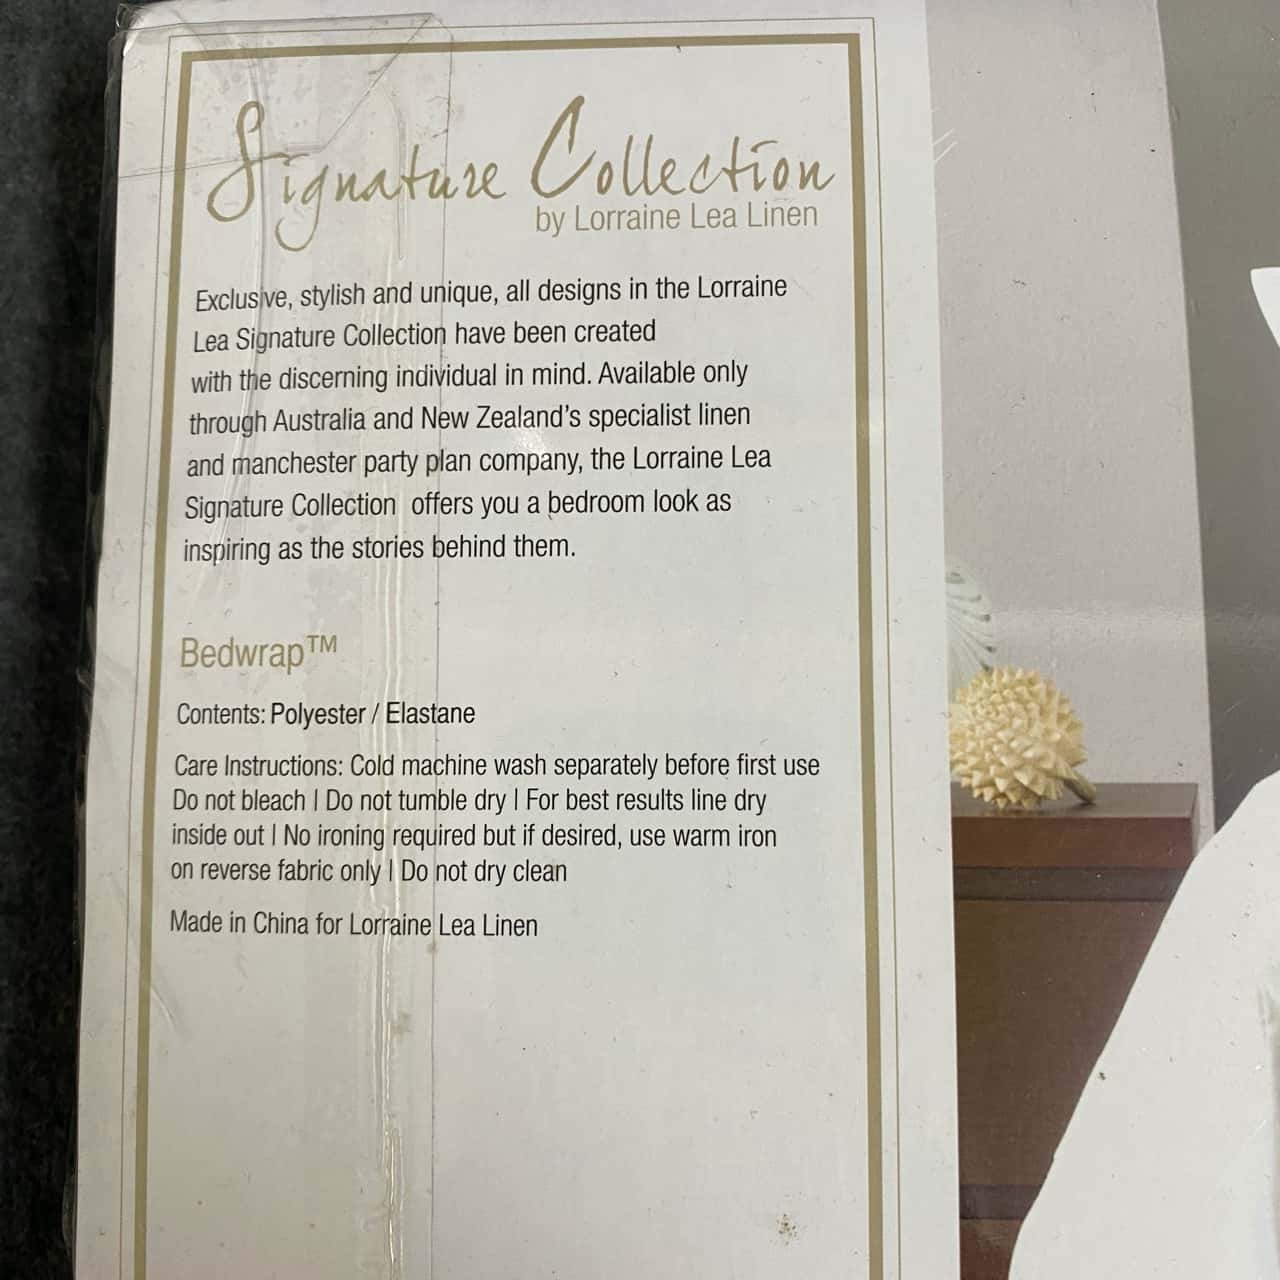 Signature Collection
by Lorraine Lea Linen
Exclusive, stylish and unique, all designs in the Lorraine
Lea Signature Collection have been created
with the discerning individual in mind. Available only
through Australia and New Zealand's specialist linen
and manchester party plan company, the Lorraine Lea
Signature Collection offers you a bedroom look as
inspiring as the stories behind them.
Bedwrap™
Contents: Polyester / Elastane
Care Instructions: Cold machine wash separately before first use
Do not bleach | Do not tumble dry | For best results line dry
inside out | No ironing required but if desired, use warm iron
on reverse fabric only | Do not dry clean
Made in China for Lorraine Lea Linen